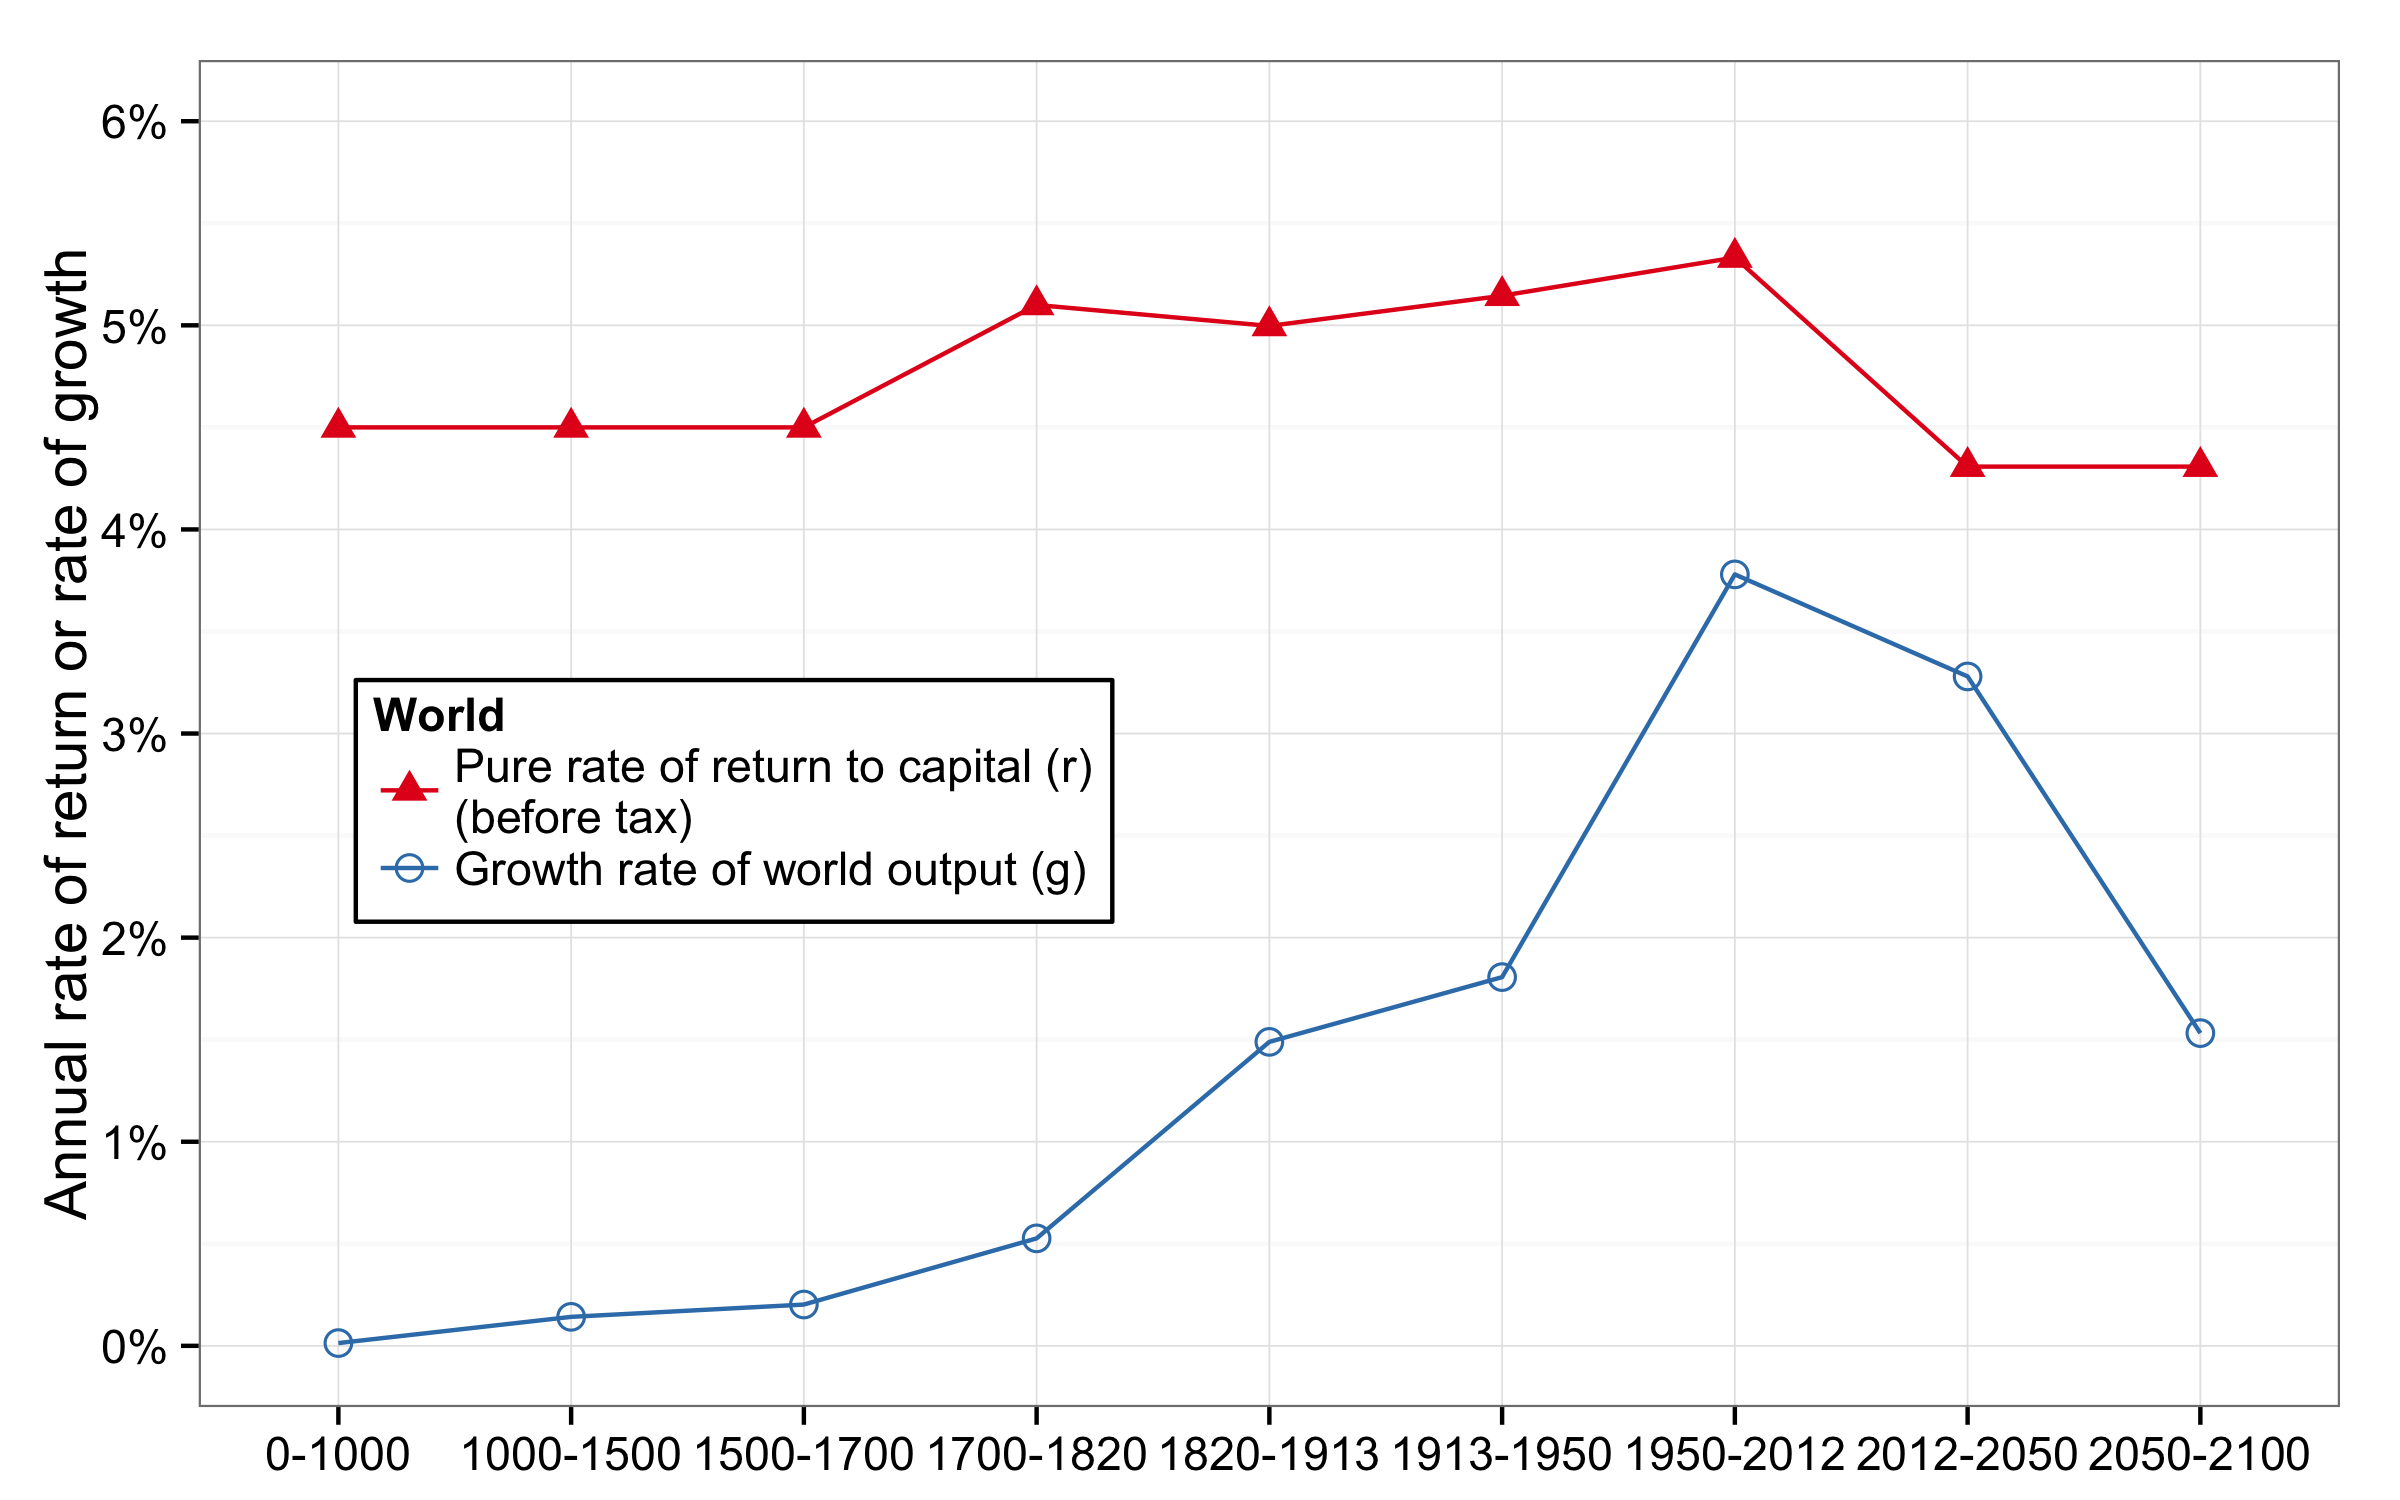 Annual rate of return or rate of growth
6%
5%
4%
3%
2%
1%
0%
World
Pure rate of return to capital (r)
(before tax)
Growth rate of world output (g)
0-1000 1000-1500 1500-1700 1700-1820 1820-1913 1913-1950 1950-2012 2012-2050 2050-2100